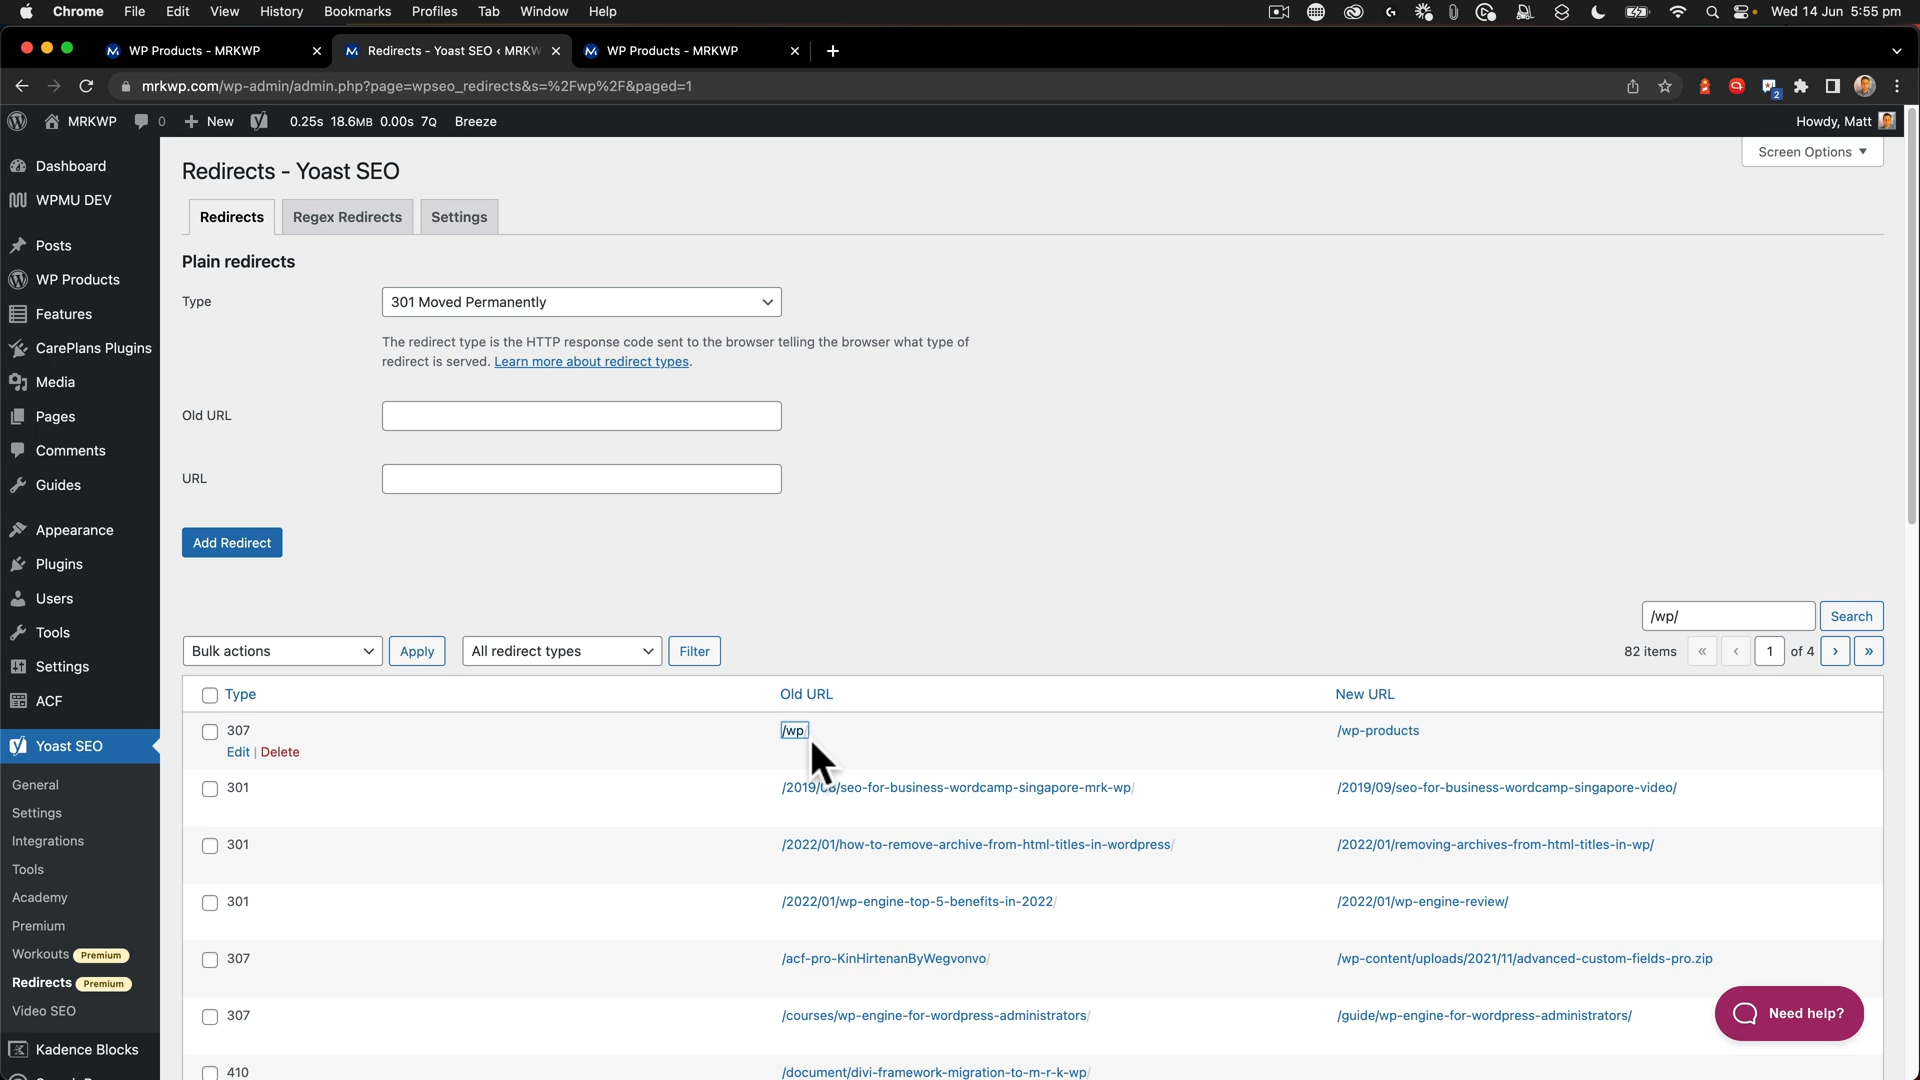 Chrome File Edit View History Bookmarks Profiles Tab Window Help Wed 14 Jun 5:55 pm
WP Products - MRKWP Redirects - Yoast SEO ‹ MRKW WP Products - MRKWP
mrkwp.com/wp-admin/admin.php?page=wpseo_redirects&s=%2Fwp%2F&paged=1 2
MRKWP 0 New 0.25s 18.6MB 0.00s 7Q Breeze Howdy, Matt
Screen Options
Dashboard
WPMU DEV
Posts
WP Products
Features
CarePlans Plugins
Media
Pages
Comments
Guides
Appearance
Plugins
Users
Tools
Settings
ACF
Yoast SEO
General
Settings
Integrations
Tools
Academy
Premium
Workouts Premium
Redirects Premium
Video SEO
Kadence Blocks
Redirects - Yoast SEO
Redirects Regex Redirects Settings
Plain redirects
Type 301 Moved Permanently
The redirect type is the HTTP response code sent to the browser telling the browser what type of
redirect is served. Learn more about redirect types.
Old URL
URL
Add Redirect
/wp/ Search
Bulk actions Apply All redirect types Filter 82 items « ‹ 1 of 4 › »
Type Old URL New URL
307 /wp /wp-products
Edit | Delete
301 /2019/08/seo-for-business-wordcamp-singapore-mrk-wp/ /2019/09/seo-for-business-wordcamp-singapore-video/
301 /2022/01/how-to-remove-archive-from-html-titles-in-wordpress/ /2022/01/removing-archives-from-html-titles-in-wp/
301 /2022/01/wp-engine-top-5-benefits-in-2022/ /2022/01/wp-engine-review/
307 /acf-pro-KinHirtenanByWegvonvo/ /wp-content/uploads/2021/11/advanced-custom-fields-pro.zip
307 /courses/wp-engine-for-wordpress-administrators/ /guide/wp-engine-for-wordpress-administrators/
410 /document/divi-framework-migration-to-m-r-k-wp/
Need help?